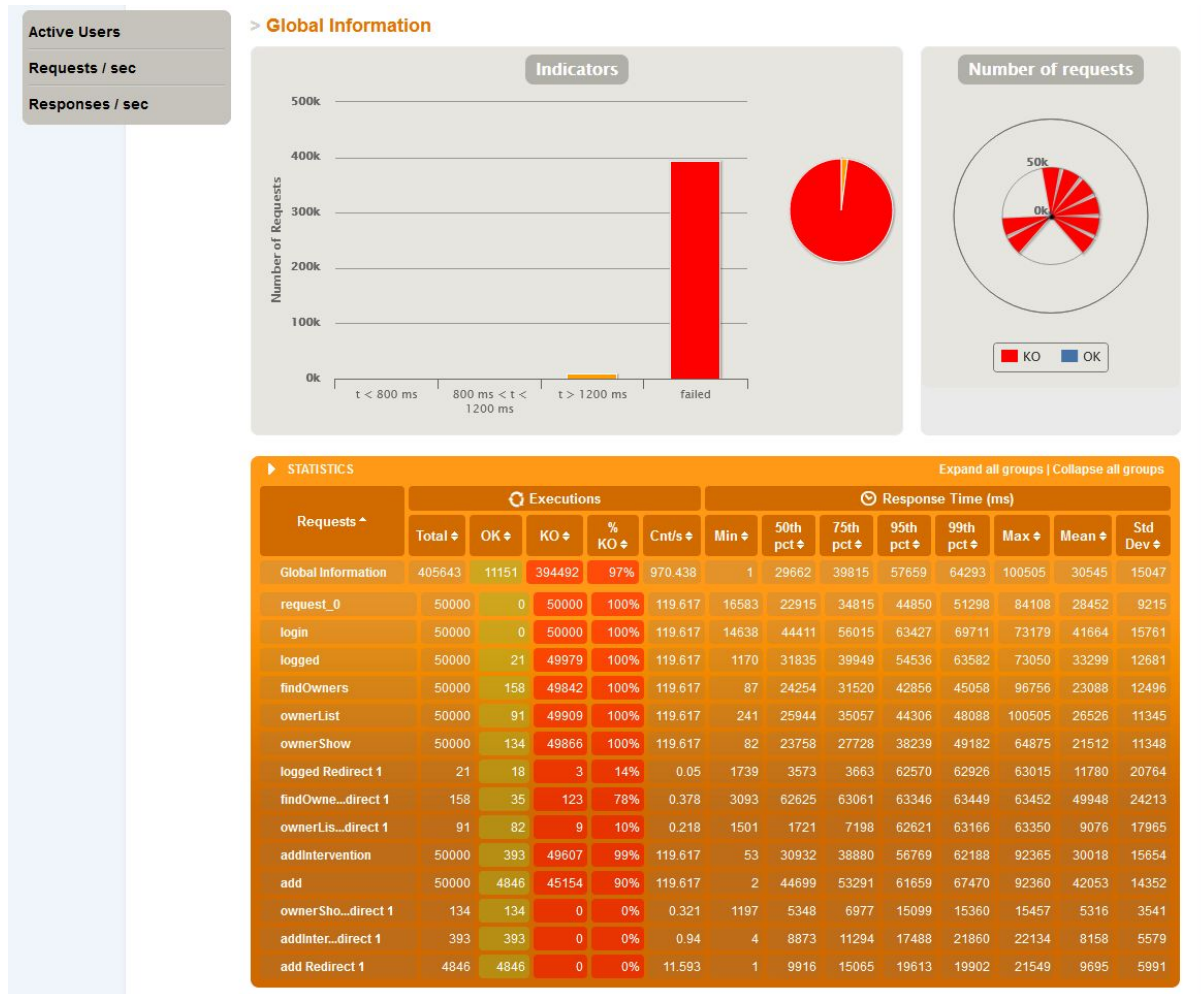 Active Users
Requests / sec
Responses / sec
> Global Information
Indicators
500k
400k
300k
200k
100k
0k
Number of Requests
t < 800 ms
800 ms < t <
1200 ms
t > 1200 ms
failed
Number of requests
50k
0k
KO OK
STATISTICS Expand all groups | Collapse all groups
Requests Executions Response Time (ms)
Total OK KO % KO Cnt/s Min 50th pct 75th pct 95th pct 99th pct Max Mean Std Dev
Global Information 405643 11151 394492 97% 970.438 1 29662 39815 57659 64293 100505 30545 15047
request_0 50000 0 50000 100% 119.617 16583 22915 34815 44850 51298 84108 28452 9215
login 50000 0 50000 100% 119.617 14638 44411 56015 63427 69711 73179 41664 15761
logged 50000 21 49979 100% 119.617 1170 31835 39949 54536 63582 73050 33299 12681
findOwners 50000 158 49842 100% 119.617 87 24254 31520 42856 45058 96756 23088 12496
ownerList 50000 91 49909 100% 119.617 241 25944 35057 44306 48088 100505 26526 11345
ownerShow 50000 134 49866 100% 119.617 82 23758 27728 38239 49182 64875 21512 11348
logged Redirect 1 21 18 3 14% 0.05 1739 3573 3663 62570 62926 63015 11780 20764
findOwne...direct 1 158 35 123 78% 0.378 3093 62625 63061 63346 63449 63452 49948 24213
ownerLis...direct 1 91 82 9 10% 0.218 1501 1721 7198 62621 63166 63350 9076 17965
addIntervention 50000 393 49607 99% 119.617 53 30932 38880 56769 62188 92365 30018 15654
add 50000 4846 45154 90% 119.617 2 44699 53291 61659 67470 92360 42053 14352
ownerSho...direct 1 134 134 0 0% 0.321 1197 5348 6977 15099 15360 15457 5316 3541
addInter...direct 1 393 393 0 0% 0.94 4 8873 11294 17488 21860 22134 8158 5579
add Redirect 1 4846 4846 0 0% 11.593 1 9916 15065 19613 19902 21549 9695 5991